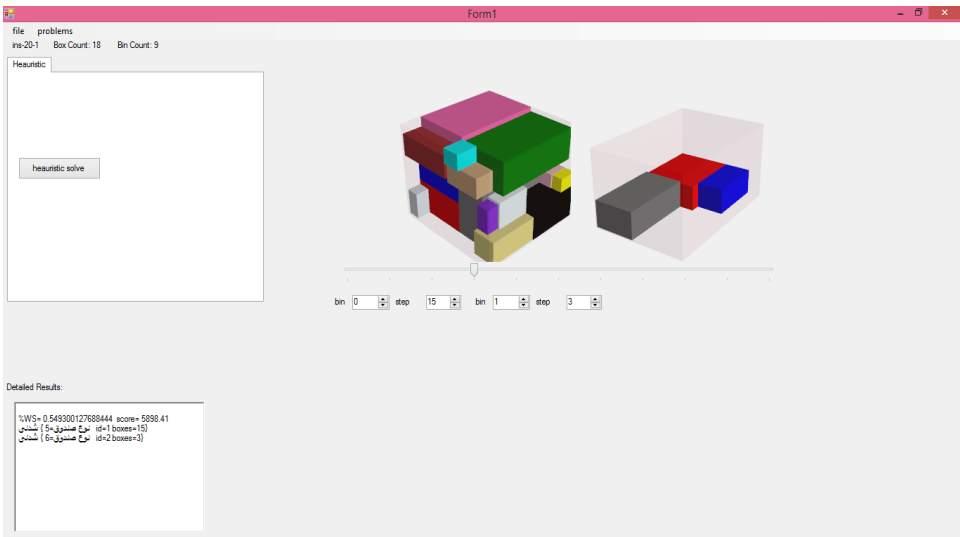 Form1
file problems
ins-20-1 Box Count: 18 Bin Count: 9
Heauristic
heauristic solve
bin 0 step 15 bin 1 step 3
Detailed Results:
%WS= 0.549300127688444 score= 5898.41
شدنی { نوع صندوق=5 id=1 boxes=15}
شدنی { نوع صندوق=6 id=2 boxes=3}